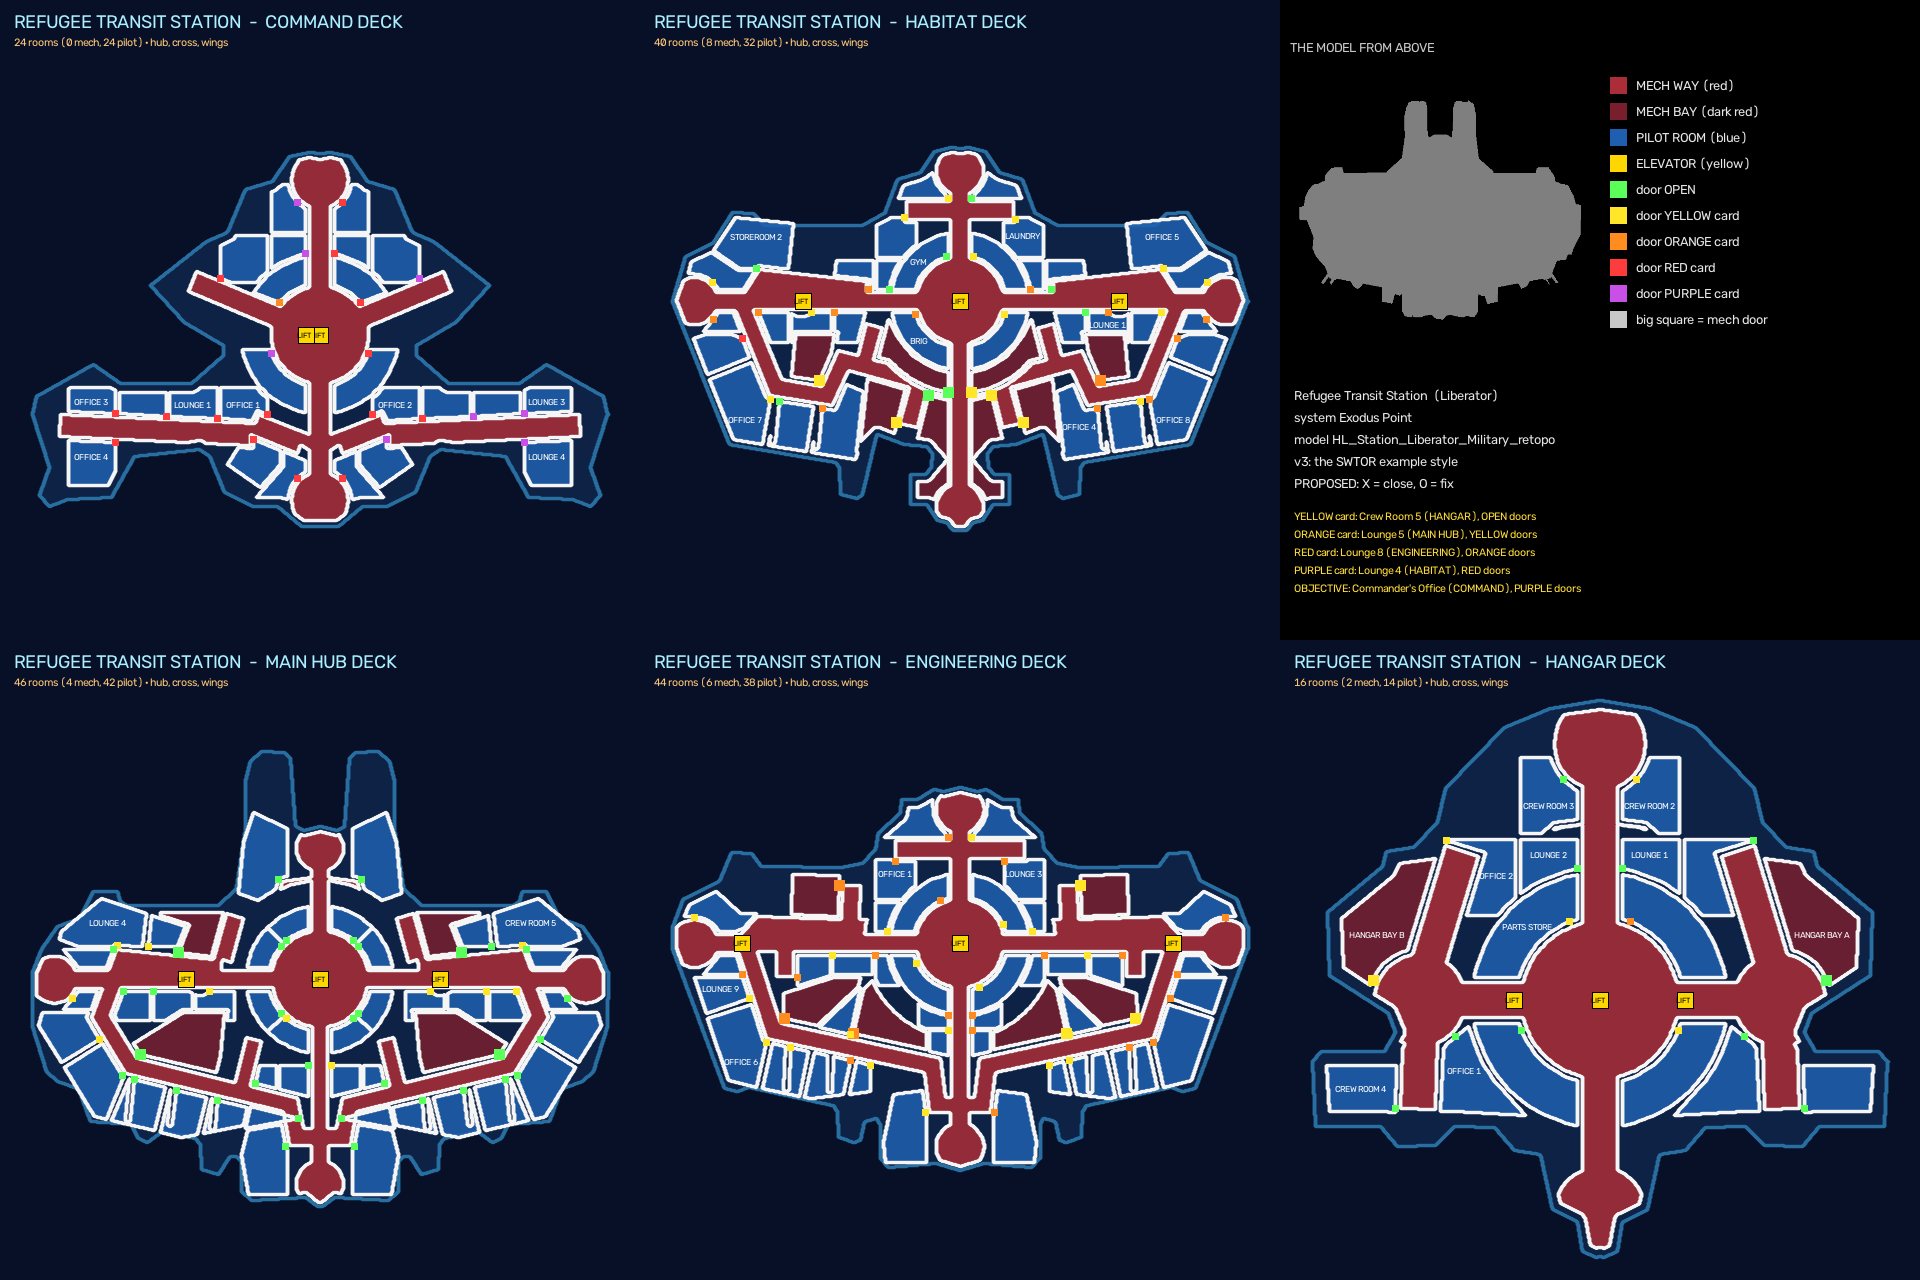 REFUGEE TRANSIT STATION - COMMAND DECK
24 rooms (0 mech, 24 pilot) • hub, cross, wings
LIFT
OFFICE 3
LOUNGE 1
OFFICE 1
OFFICE 2
LOUNGE 3
OFFICE 4
LOUNGE 4
REFUGEE TRANSIT STATION - HABITAT DECK
40 rooms (8 mech, 32 pilot) • hub, cross, wings
STOREROOM 2
LAUNDRY
OFFICE 5
GYM
LIFT
LIFT
LIFT
LOUNGE 1
BRIG
OFFICE 7
OFFICE 4
OFFICE 8
THE MODEL FROM ABOVE
MECH WAY (red)
MECH BAY (dark red)
PILOT ROOM (blue)
ELEVATOR (yellow)
door OPEN
door YELLOW card
door ORANGE card
door RED card
door PURPLE card
big square = mech door
Refugee Transit Station (Liberator)
system Exodus Point
model HL_Station_Liberator_Military_retopo
v3: the SWTOR example style
PROPOSED: X = close, O = fix
YELLOW card: Crew Room 5 (HANGAR), OPEN doors
ORANGE card: Lounge 5 (MAIN HUB), YELLOW doors
RED card: Lounge 8 (ENGINEERING), ORANGE doors
PURPLE card: Lounge 4 (HABITAT), RED doors
OBJECTIVE: Commander's Office (COMMAND), PURPLE doors
REFUGEE TRANSIT STATION - MAIN HUB DECK
46 rooms (4 mech, 42 pilot) • hub, cross, wings
LOUNGE 4
CREW ROOM 5
LIFT
LIFT
LIFT
REFUGEE TRANSIT STATION - ENGINEERING DECK
44 rooms (6 mech, 38 pilot) • hub, cross, wings
OFFICE 1
LOUNGE 3
LIFT
LIFT
LIFT
LOUNGE 9
OFFICE 6
REFUGEE TRANSIT STATION - HANGAR DECK
16 rooms (2 mech, 14 pilot) • hub, cross, wings
CREW ROOM 3
CREW ROOM 2
LOUNGE 2
LOUNGE 1
OFFICE 2
PARTS STORE
HANGAR BAY B
HANGAR BAY A
LIFT
LIFT
LIFT
OFFICE 1
CREW ROOM 4